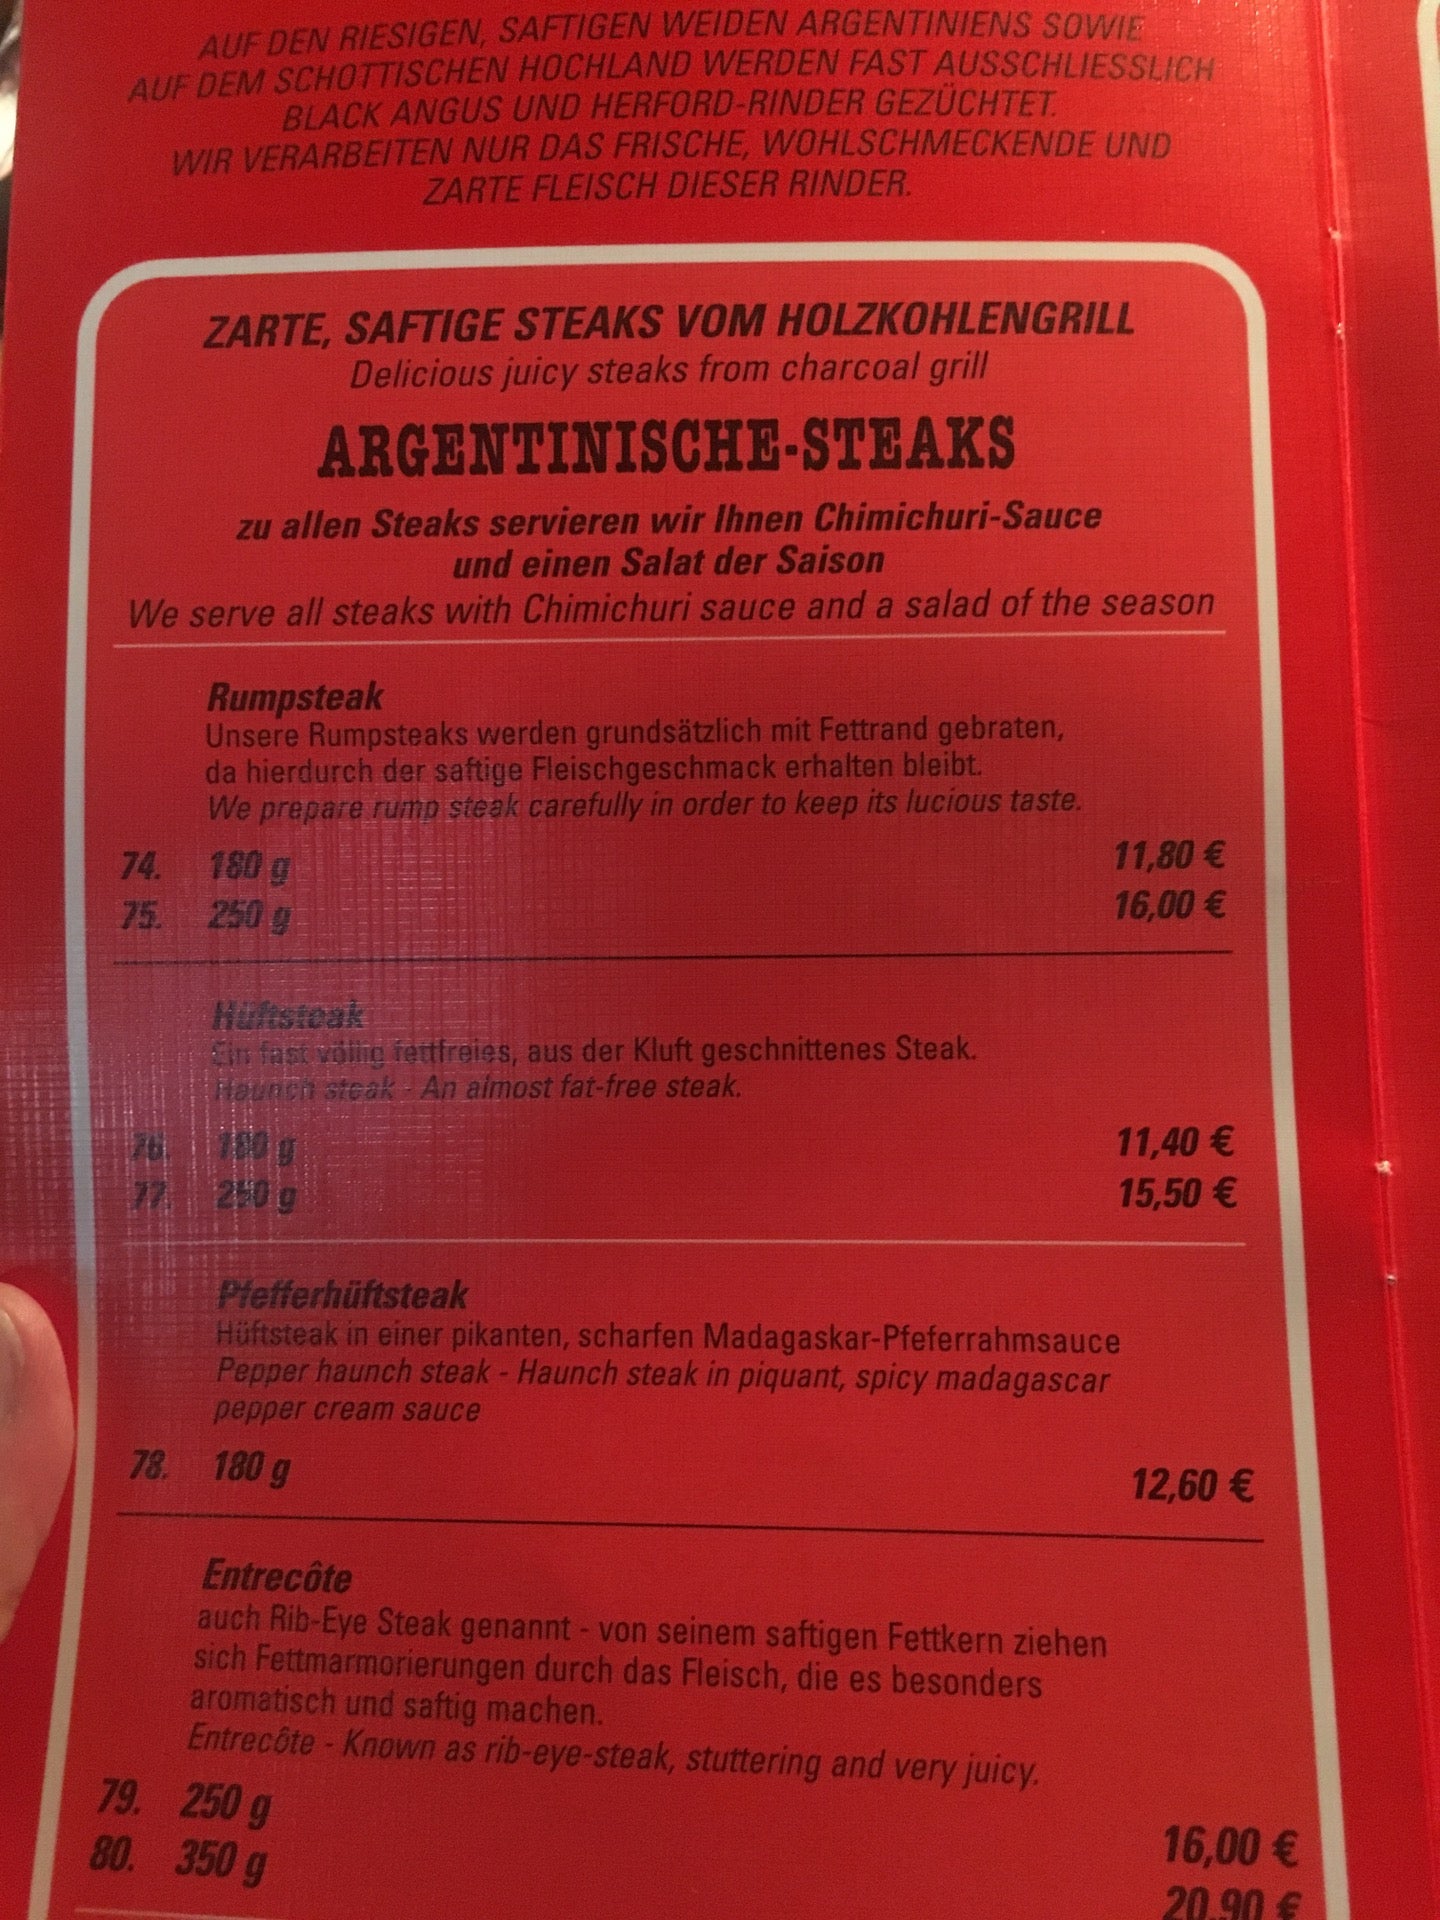 AUF DEN RIESIGEN, SAFTIGEN WEIDEN ARGENTINIENS SOWIE
AUF DEM SCHOTTISCHEN HOCHLAND WERDEN FAST AUSSCHLIESSLICH
BLACK ANGUS UND HERFORD-RINDER GEZÜCHTET.
WIR VERARBEITEN NUR DAS FRISCHE, WOHLSCHMECKENDE UND
ZARTE FLEISCH DIESER RINDER.
ZARTE, SAFTIGE STEAKS VOM HOLZKOHLENGRILL
Delicious juicy steaks from charcoal grill
ARGENTINISCHE-STEAKS
zu allen Steaks servieren wir Ihnen Chimichuri-Sauce
und einen Salat der Saison
We serve all steaks with Chimichuri sauce and a salad of the season
Rumpsteak
Unsere Rumpsteaks werden grundsätzlich mit Fettrand gebraten,
da hierdurch der saftige Fleischgeschmack erhalten bleibt.
We prepare rump steak carefully in order to keep its lucious taste.
74. 180 g 11,80 €
75. 250 g 16,00 €
Hüftsteak
Ein fast völlig fettfreies, aus der Kluft geschnittenes Steak.
Haunch steak - An almost fat-free steak.
76. 180 g 11,40 €
77. 250 g 15,50 €
Pfefferhüftsteak
Hüftsteak in einer pikanten, scharfen Madagaskar-Pfeferrahmsauce
Pepper haunch steak - Haunch steak in piquant, spicy madagascar
pepper cream sauce
78. 180 g 12,60 €
Entrecôte
auch Rib-Eye Steak genannt - von seinem saftigen Fettkern ziehen
sich Fettmarmorierungen durch das Fleisch, die es besonders
aromatisch und saftig machen.
Entrecôte - Known as rib-eye-steak, stuttering and very juicy.
79. 250 g 16,00 €
80. 350 g 20,90 €